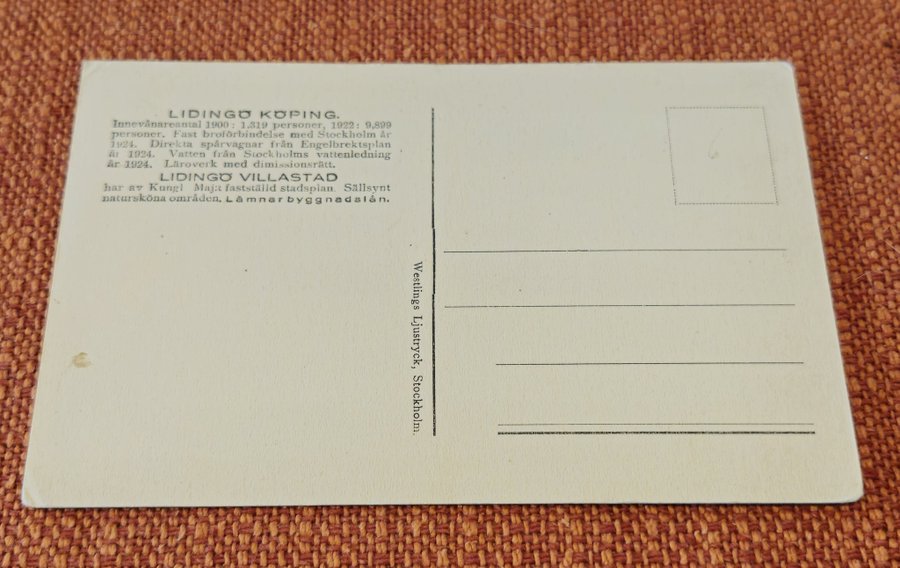 LIDINGÖ KÖPING.
Innevånareantal 1900: 1,319 personer, 1922: 9,899
personer. Fast broförbindelse med Stockholm år
1924. Direkta spårvagnar från Engelbrektsplan
år 1924. Vatten från Stockholms vattenledning
år 1924. Läroverk med dimissionsrätt.
LIDINGÖ VILLASTAD
har av Kungl Maj:t fastställd stadsplan. Sällsynt
natursköna områden. Lämnar byggnadslån.
Westlings Ljustryck, Stockholm.